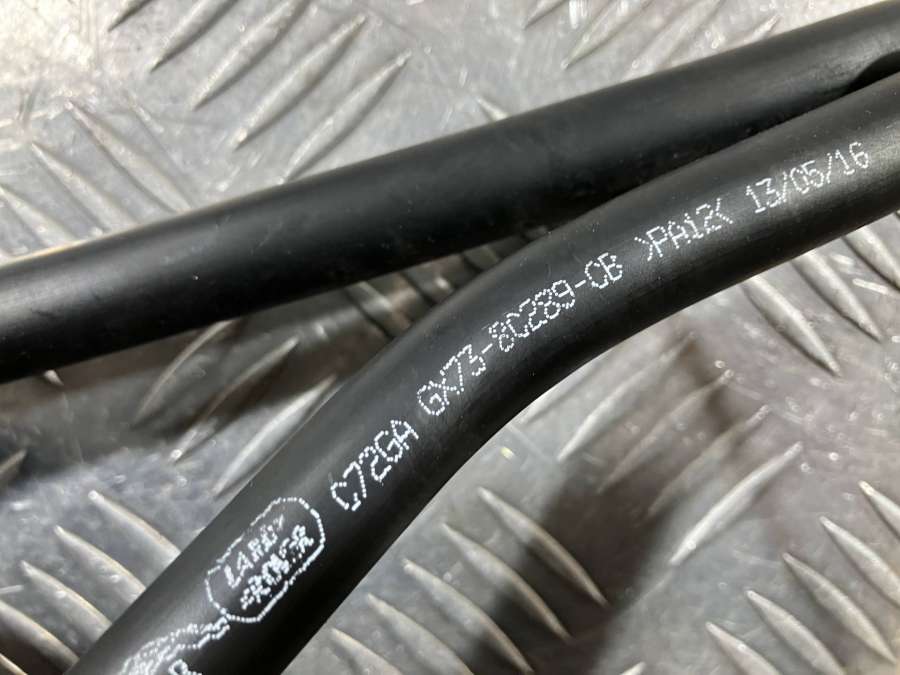 LAND
ROVER
C72GA GX73-8C289-CB >PA12< 13/05/16